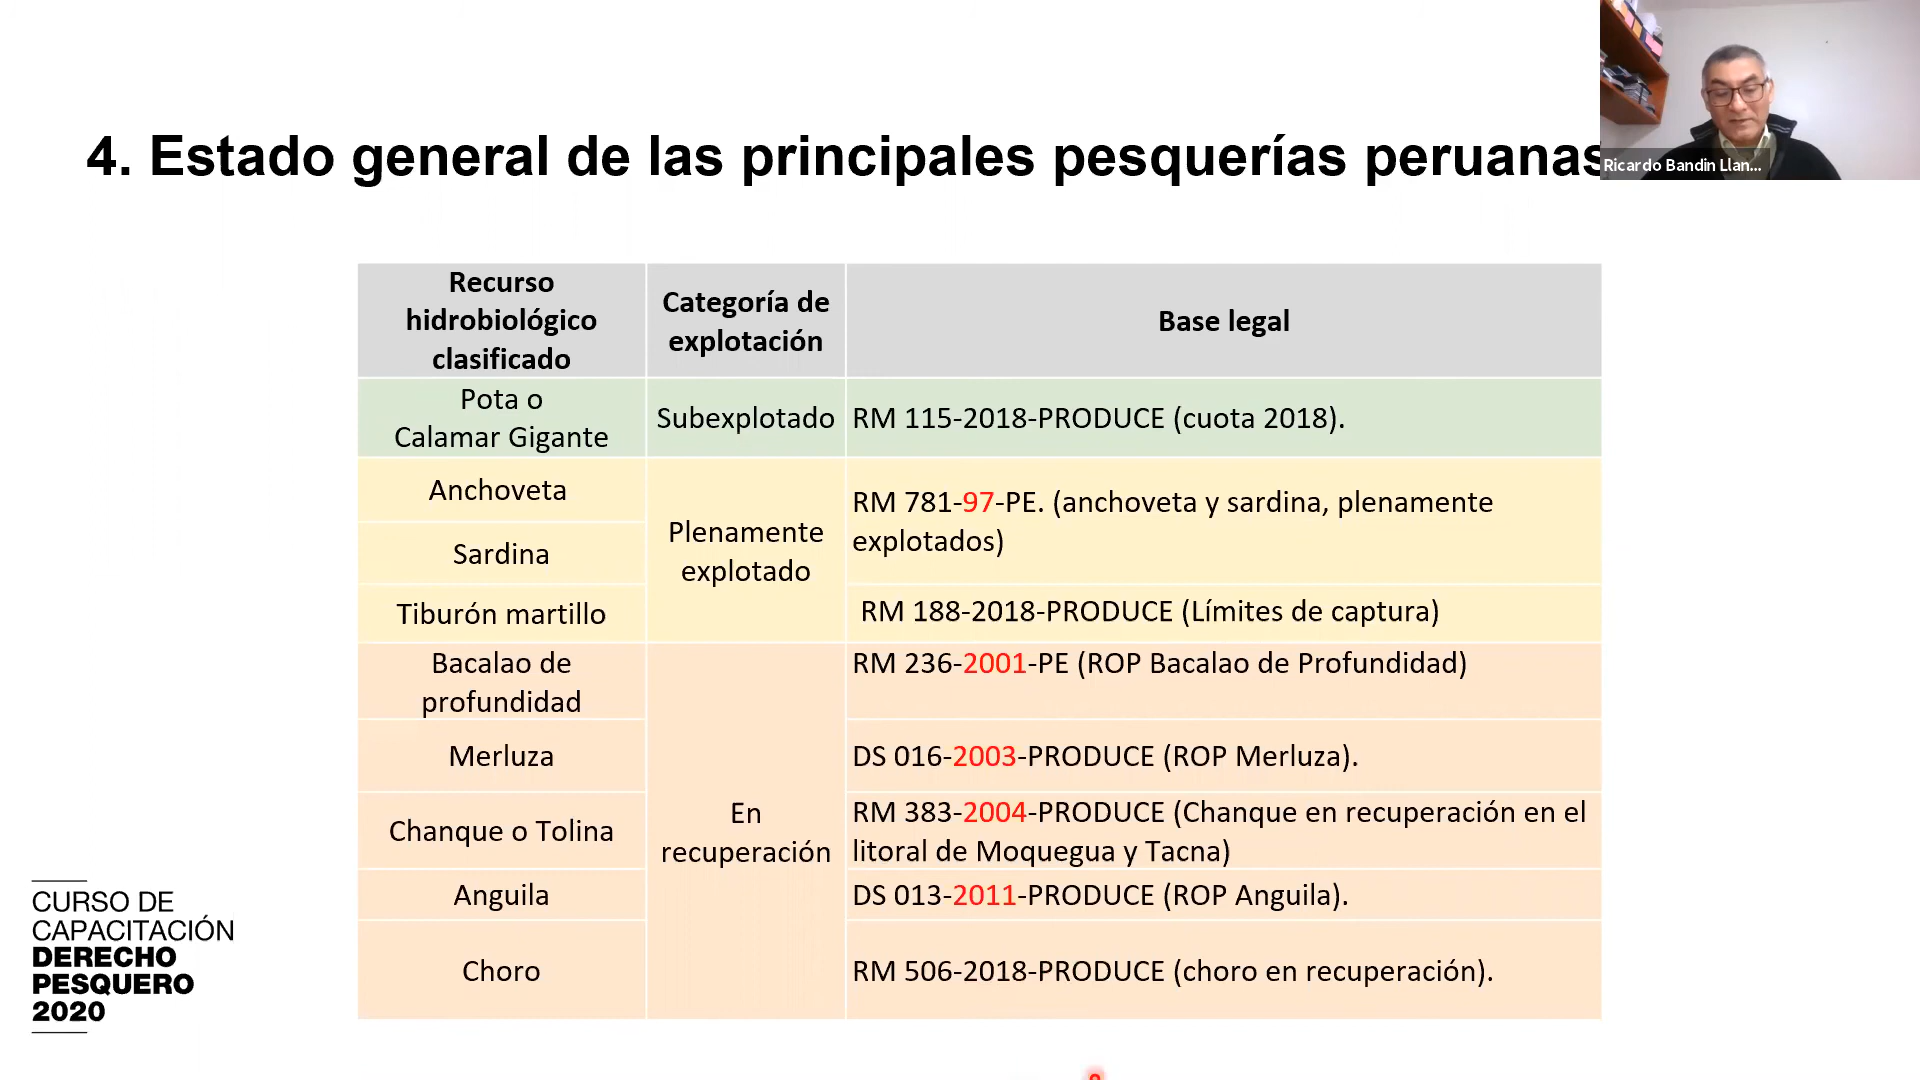 4. Estado general de las principales pesquerías peruanas
Ricardo Bandin Llan...
Recurso
hidrobiológico
clasificado
Categoría de
explotación
Base legal
Pota o
Calamar Gigante
Subexplotado
RM 115-2018-PRODUCE (cuota 2018).
Anchoveta
Sardina
Tiburón martillo
Plenamente
explotado
RM 781-97-PE. (anchoveta y sardina, plenamente
explotados)
RM 188-2018-PRODUCE (Límites de captura)
Bacalao de
profundidad
En
recuperación
RM 236-2001-PE (ROP Bacalao de Profundidad)
Merluza
DS 016-2003-PRODUCE (ROP Merluza).
Chanque o Tolina
RM 383-2004-PRODUCE (Chanque en recuperación en el
litoral de Moquegua y Tacna)
Anguila
DS 013-2011-PRODUCE (ROP Anguila).
Choro
RM 506-2018-PRODUCE (choro en recuperación).
CURSO DE
CAPACITACIÓN
DERECHO
PESQUERO
2020